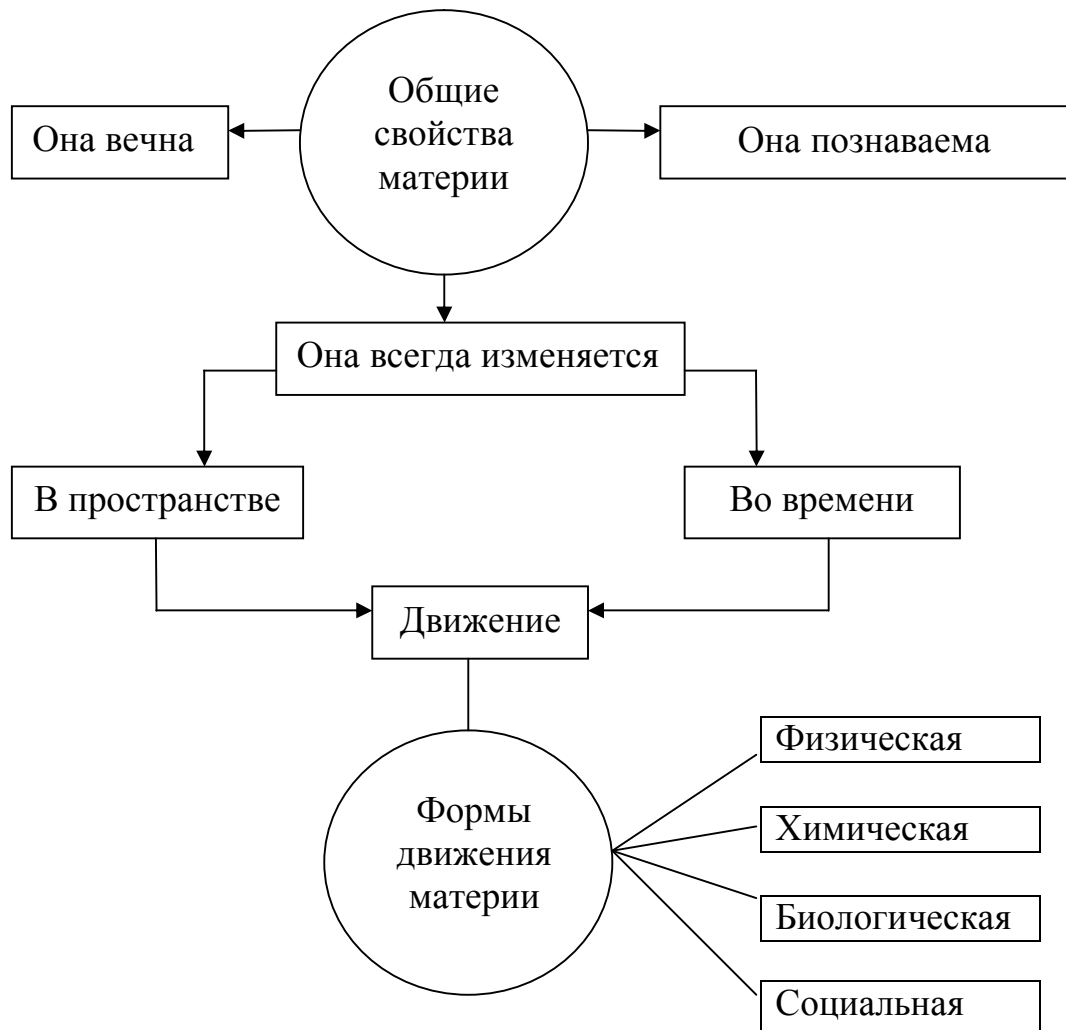 Общие
свойства
материи
Она вечна
Она познаваема
Она всегда изменяется
В пространстве
Во времени
Движение
Формы
движения
материи
Физическая
Химическая
Биологическая
Социальная